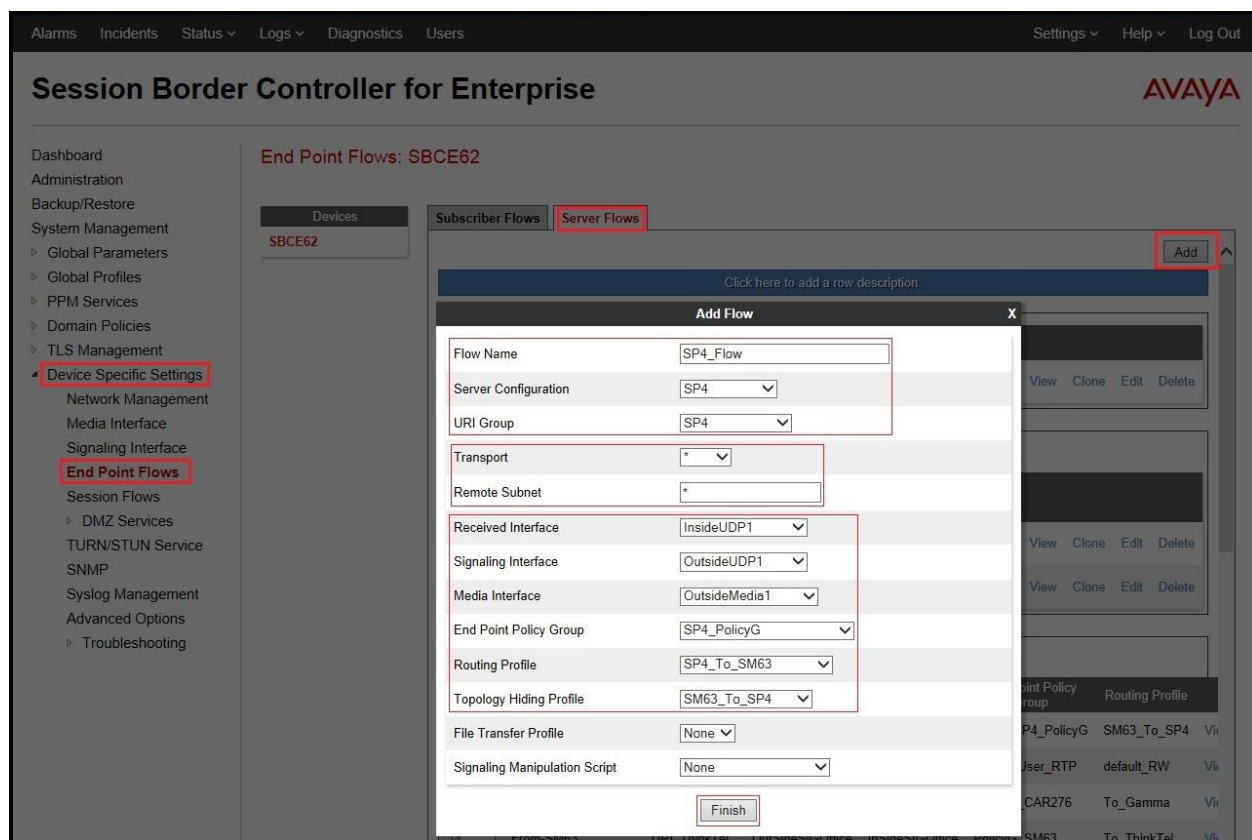 Alarms Incidents Status Logs Diagnostics Users Settings Help Log Out
Session Border Controller for Enterprise
AVAYA
Dashboard
Administration
Backup/Restore
System Management
Global Parameters
Global Profiles
PPM Services
Domain Policies
TLS Management
Device Specific Settings
Network Management
Media Interface
Signaling Interface
End Point Flows
Session Flows
DMZ Services
TURN/STUN Service
SNMP
Syslog Management
Advanced Options
Troubleshooting
End Point Flows: SBCE62
Devices
SBCE62
Subscriber Flows Server Flows
Add
Click here to add a row description.
Add Flow X
Flow Name SP4_Flow
Server Configuration SP4
URI Group SP4
Transport *
Remote Subnet *
Received Interface InsideUDP1
Signaling Interface OutsideUDP1
Media Interface OutsideMedia1
End Point Policy Group SP4_PolicyG
Routing Profile SP4_To_SM63
Topology Hiding Profile SM63_To_SP4
File Transfer Profile None
Signaling Manipulation Script None
Finish
View Clone Edit Delete
View Clone Edit Delete
View Clone Edit Delete
Policy
Routing Profile
P4_PolicyG SM63_To_SP4
User_RTP default_RW
_CAR276 To_Gamma
SM63 To_ThinkTel